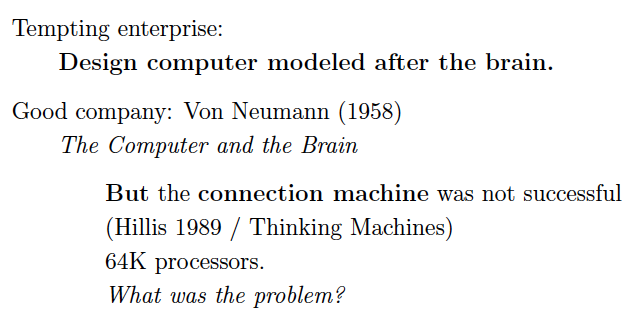 Tempting enterprise:
Design computer modeled after the brain.
Good company: Von Neumann (1958)
The Computer and the Brain
But the connection machine was not successful
(Hillis 1989 / Thinking Machines)
64K processors.
What was the problem?